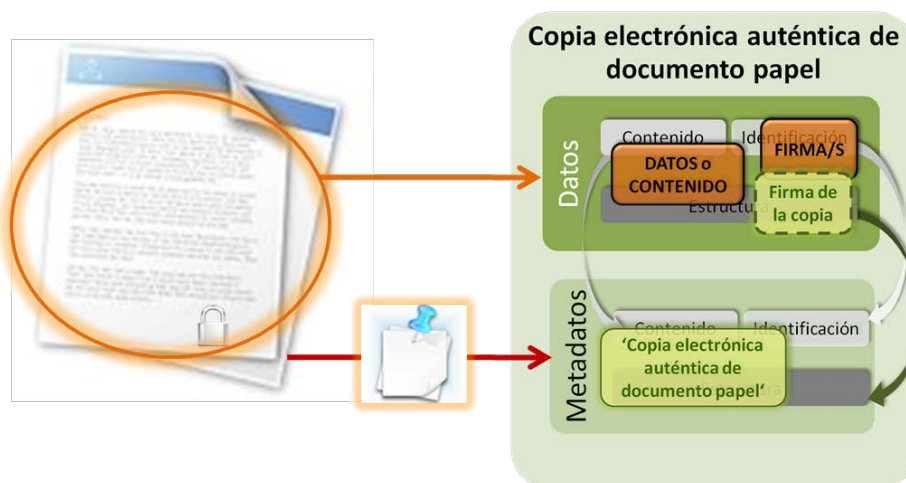 Copia electrónica auténtica de
documento papel
Datos
Contenido
Identificación
DATOS o
CONTENIDO
FIRMA/S
Estructura
Firma de
la copia
Metadatos
Contenido
Identificación
‘Copia electrónica
auténtica de
documento papel‘